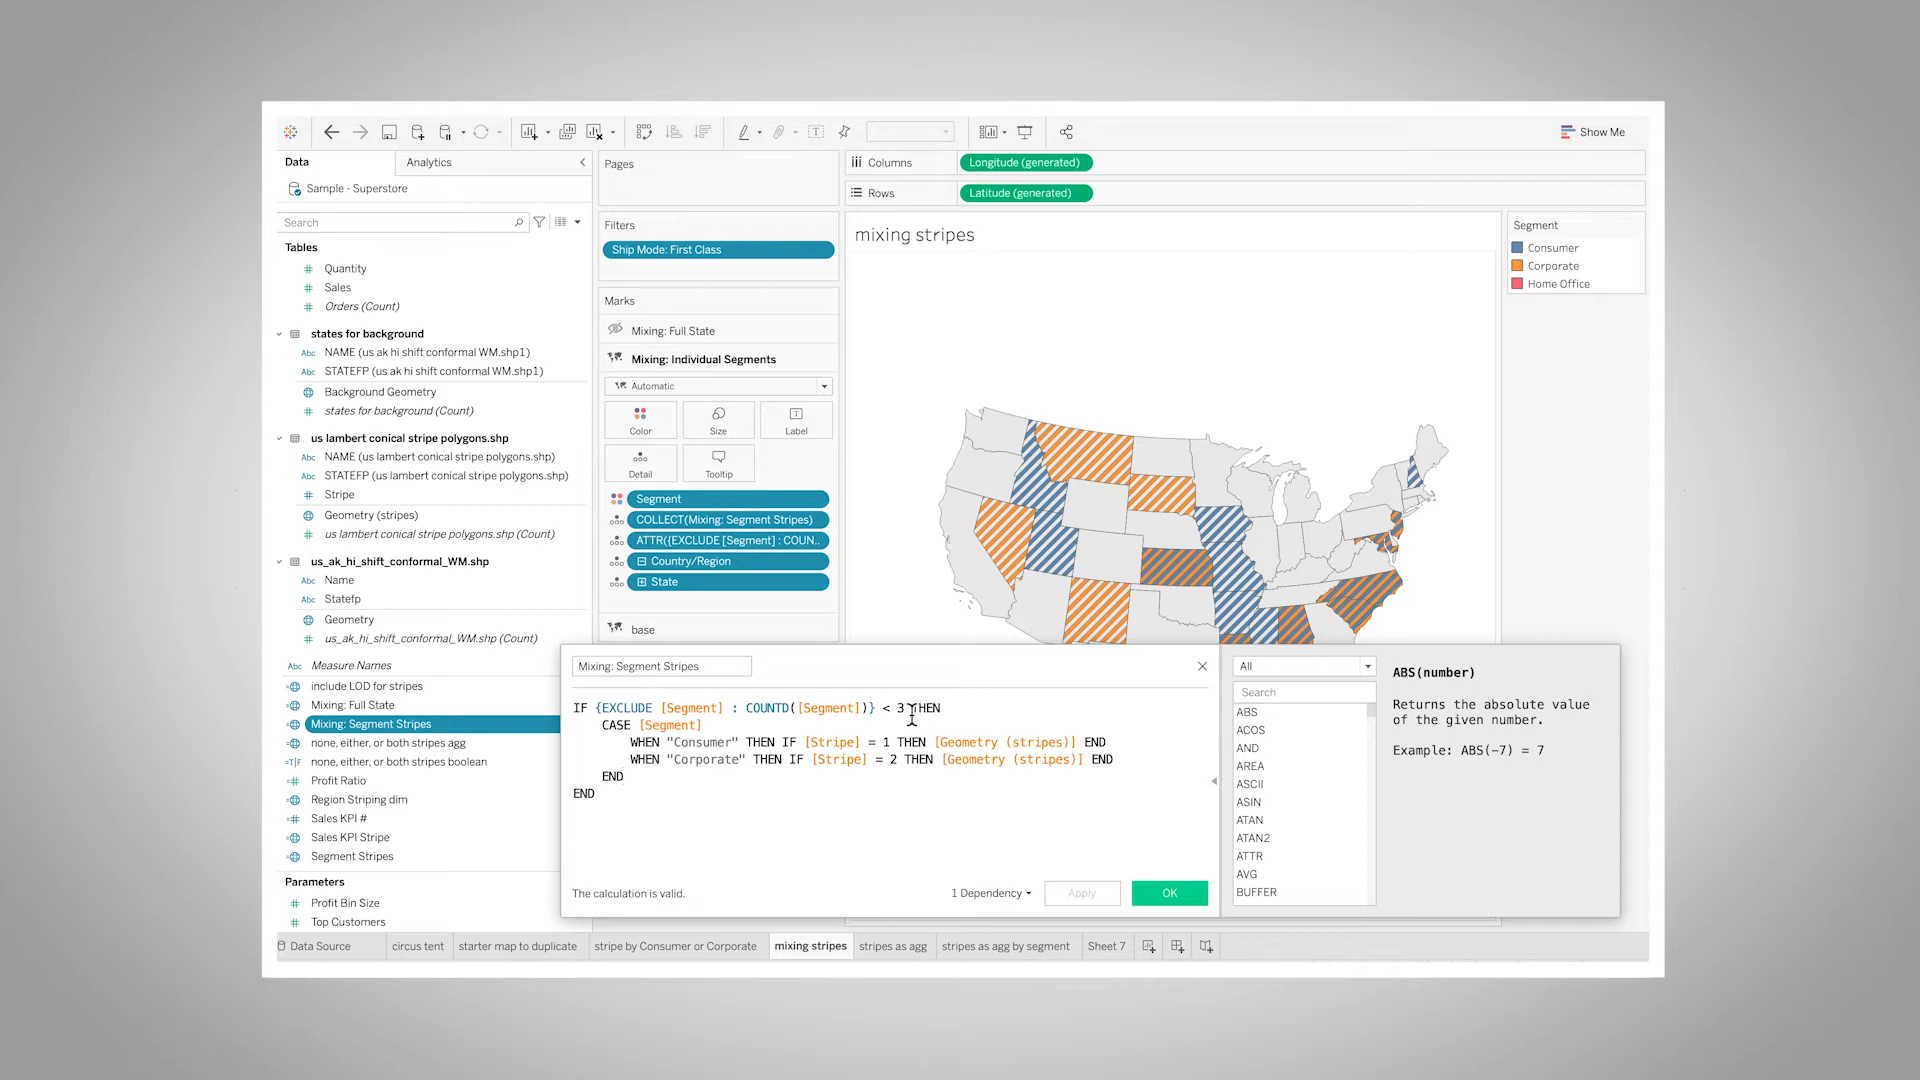 Show Me
Data
Analytics
Sample - Superstore
Search
Tables
Quantity
Sales
Orders (Count)
states for background
Abc NAME (us ak hi shift conformal WM.shp1)
Abc STATEFP (us ak hi shift conformal WM.shp1)
Background Geometry
states for background (Count)
us lambert conical stripe polygons.shp
Abc NAME (us lambert conical stripe polygons.shp)
Abc STATEFP (us lambert conical stripe polygons.shp)
Stripe
Geometry (stripes)
us lambert conical stripe polygons.shp (Count)
us_ak_hi_shift_conformal_WM.shp
Abc Name
Abc Statefp
Geometry
us_ak_hi_shift_conformal_WM.shp (Count)
Abc Measure Names
include LOD for stripes
Mixing: Full State
Mixing: Segment Stripes
none, either, or both stripes agg
=T|F none, either, or both stripes boolean
Profit Ratio
Region Striping dim
Sales KPI #
Sales KPI Stripe
Segment Stripes
Parameters
Profit Bin Size
Top Customers
Pages
Filters
Ship Mode: First Class
Marks
Mixing: Full State
Mixing: Individual Segments
Automatic
Color
Size
Label
Detail
Tooltip
Segment
COLLECT(Mixing: Segment Stripes)
ATTR({EXCLUDE [Segment] : COUN..
Country/Region
State
base
Columns
Longitude (generated)
Rows
Latitude (generated)
mixing stripes
Segment
Consumer
Corporate
Home Office
Mixing: Segment Stripes
IF {EXCLUDE [Segment] : COUNTD([Segment])} < 3 THEN
CASE [Segment]
WHEN "Consumer" THEN IF [Stripe] = 1 THEN [Geometry (stripes)] END
WHEN "Corporate" THEN IF [Stripe] = 2 THEN [Geometry (stripes)] END
END
END
The calculation is valid.
1 Dependency
Apply
OK
All
Search
ABS
ACOS
AND
AREA
ASCII
ASIN
ATAN
ATAN2
ATTR
AVG
BUFFER
ABS(number)
Returns the absolute value
of the given number.
Example: ABS(-7) = 7
Data Source
circus tent
starter map to duplicate
stripe by Consumer or Corporate
mixing stripes
stripes as agg
stripes as agg by segment
Sheet 7